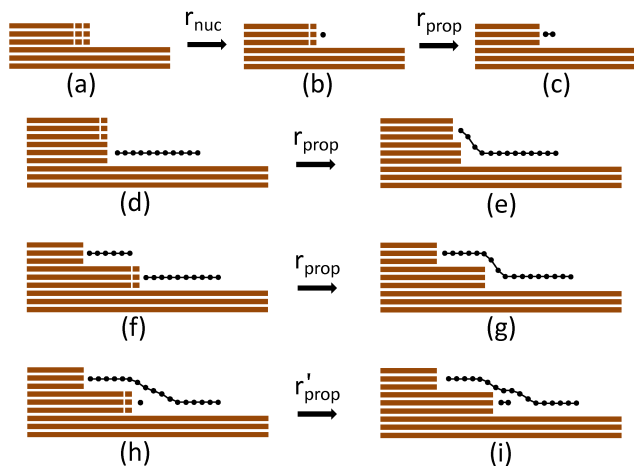 r_nuc r_prop
(a) (b) (c)
r_prop
(d) (e)
r_prop
(f) (g)
r'_prop
(h) (i)